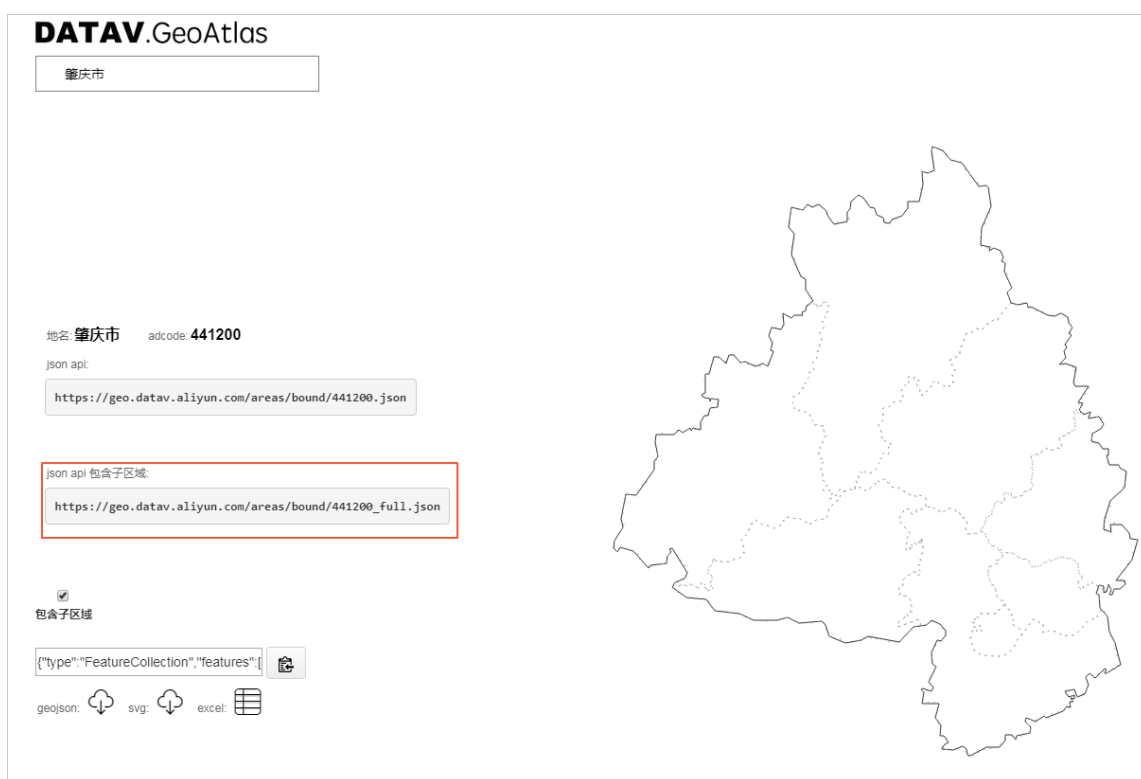 DATAV.GeoAtlas
肇庆市
地名:肇庆市 adcode:441200
json api:
https://geo.datav.aliyun.com/areas/bound/441200.json
json api 包含子区域:
https://geo.datav.aliyun.com/areas/bound/441200_full.json
包含子区域
{"type":"FeatureCollection","features":[
geojson: svg: excel: